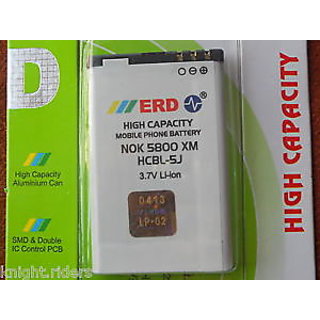 D
ERD
HIGH CAPACITY
MOBILE PHONE BATTERY
NOK 5800 XM
HCBL-5J
3.7V Li-ion
0413
LP-02
High Capacity
Aluminium Can
SMD & Double
IC Control PCB
HIGH CAPACITY
knight.riders